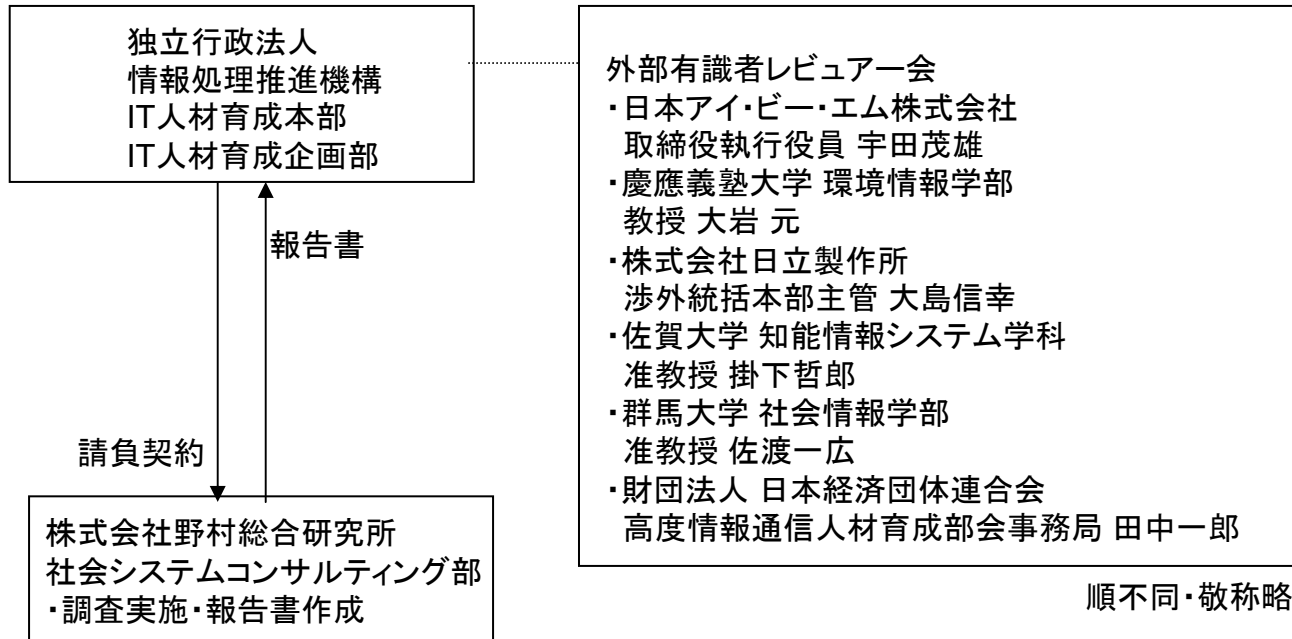 独立行政法人
情報処理推進機構
IT人材育成本部
IT人材育成企画部
報告書
請負契約
株式会社野村総合研究所
社会システムコンサルティング部
・調査実施・報告書作成
外部有識者レビュアー会
・日本アイ・ビー・エム株式会社
取締役執行役員 宇田茂雄
・慶應義塾大学 環境情報学部
教授 大岩 元
・株式会社日立製作所
渉外統括本部主管 大島信幸
・佐賀大学 知能情報システム学科
准教授 掛下哲郎
・群馬大学 社会情報学部
准教授 佐渡一広
・財団法人 日本経済団体連合会
高度情報通信人材育成部会事務局 田中一郎
順不同・敬称略